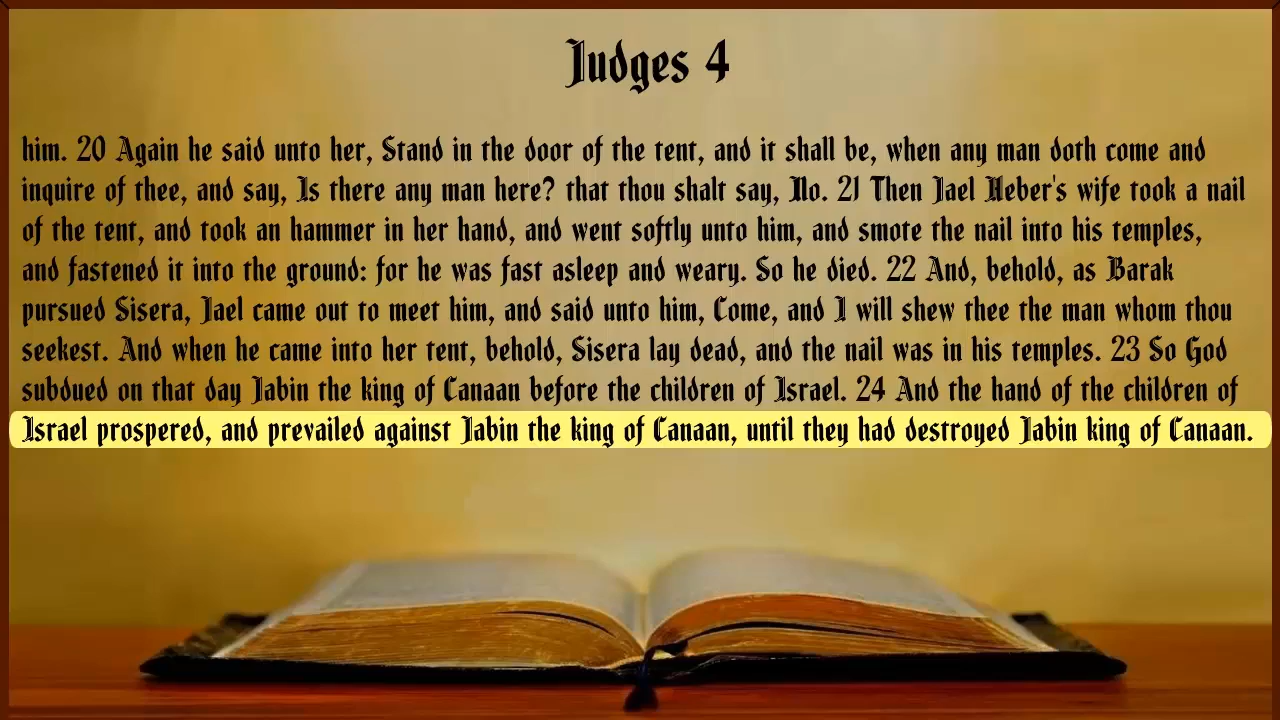 Judges 4
him. 20 Again he said unto her, Stand in the door of the tent, and it shall be, when any man doth come and
inquire of thee, and say, Is there any man here? that thou shalt say, No. 21 Then Jael Heber's wife took a nail
of the tent, and took an hammer in her hand, and went softly unto him, and smote the nail into his temples,
and fastened it into the ground: for he was fast asleep and weary. So he died. 22 And, behold, as Barak
pursued Sisera, Jael came out to meet him, and said unto him, Come, and I will shew thee the man whom thou
seekest. And when he came into her tent, behold, Sisera lay dead, and the nail was in his temples. 23 So God
subdued on that day Jabin the king of Canaan before the children of Israel. 24 And the hand of the children of
Israel prospered, and prevailed against Jabin the king of Canaan, until they had destroyed Jabin king of Canaan.